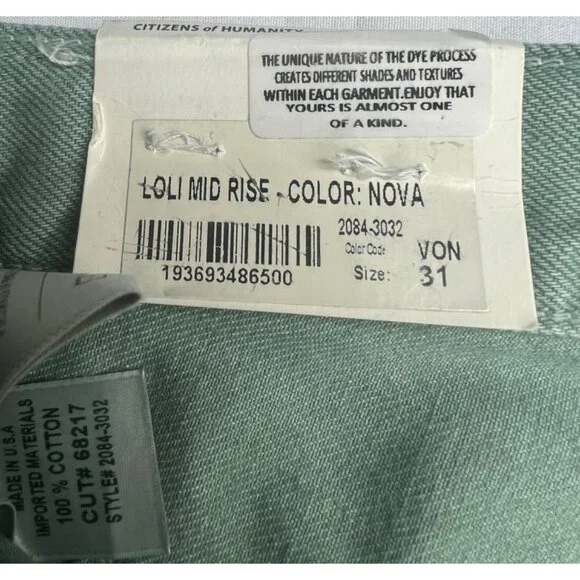 CITIZENS of HUMANITY
THE UNIQUE NATURE OF THE DYE PROCESS
CREATES DIFFERENT SHADES AND TEXTURES
WITHIN EACH GARMENT.ENJOY THAT
YOURS IS ALMOST ONE
OF A KIND.
LOLI MID RISE - COLOR: NOVA
2084-3032
Color Code VON
193693486500
Size: 31
MADE IN U.S.A
IMPORTED MATERIALS
100 % COTTON
CUT# 68217
STYLE# 2084-3032